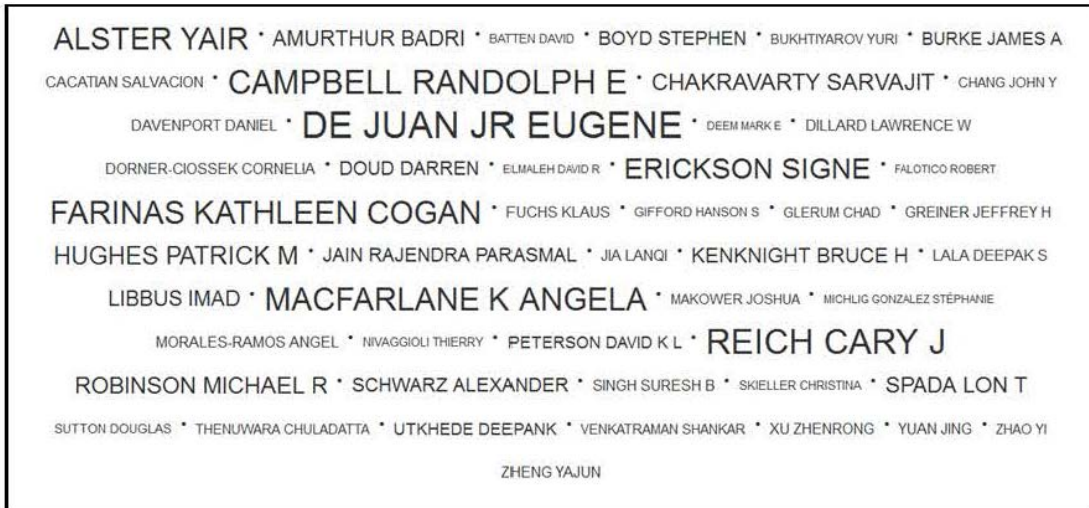 ALSTER YAIR • AMURTHUR BADRI • BATTEN DAVID • BOYD STEPHEN • BUKHTIYAROV YURI • BURKE JAMES A
CACATIAN SALVACION • CAMPBELL RANDOLPH E • CHAKRAVARTY SARVAJIT • CHANG JOHN Y
DAVENPORT DANIEL • DE JUAN JR EUGENE • DEEM MARK E • DILLARD LAWRENCE W
DORNER-CIOSSEK CORNELIA • DOUD DARREN • ELMALEH DAVID R • ERICKSON SIGNE • FALOTICO ROBERT
FARINAS KATHLEEN COGAN • FUCHS KLAUS • GIFFORD HANSON S • GLERUM CHAD • GREINER JEFFREY H
HUGHES PATRICK M • JAIN RAJENDRA PARASMAL • JIA LANQI • KENKNIGHT BRUCE H • LALA DEEPAK S
LIBBUS IMAD • MACFARLANE K ANGELA • MAKOWER JOSHUA • MICHLIG GONZALEZ STÉPHANIE
MORALES-RAMOS ANGEL • NIVAGGIOLI THIERRY • PETERSON DAVID K L • REICH CARY J
ROBINSON MICHAEL R • SCHWARZ ALEXANDER • SINGH SURESH B • SKIELLER CHRISTINA • SPADA LON T
SUTTON DOUGLAS • THENUWARA CHULADATTA • UTKHEDE DEEPANK • VENKATRAMAN SHANKAR • XU ZHENRONG • YUAN JING • ZHAO YI
ZHENG YAJUN